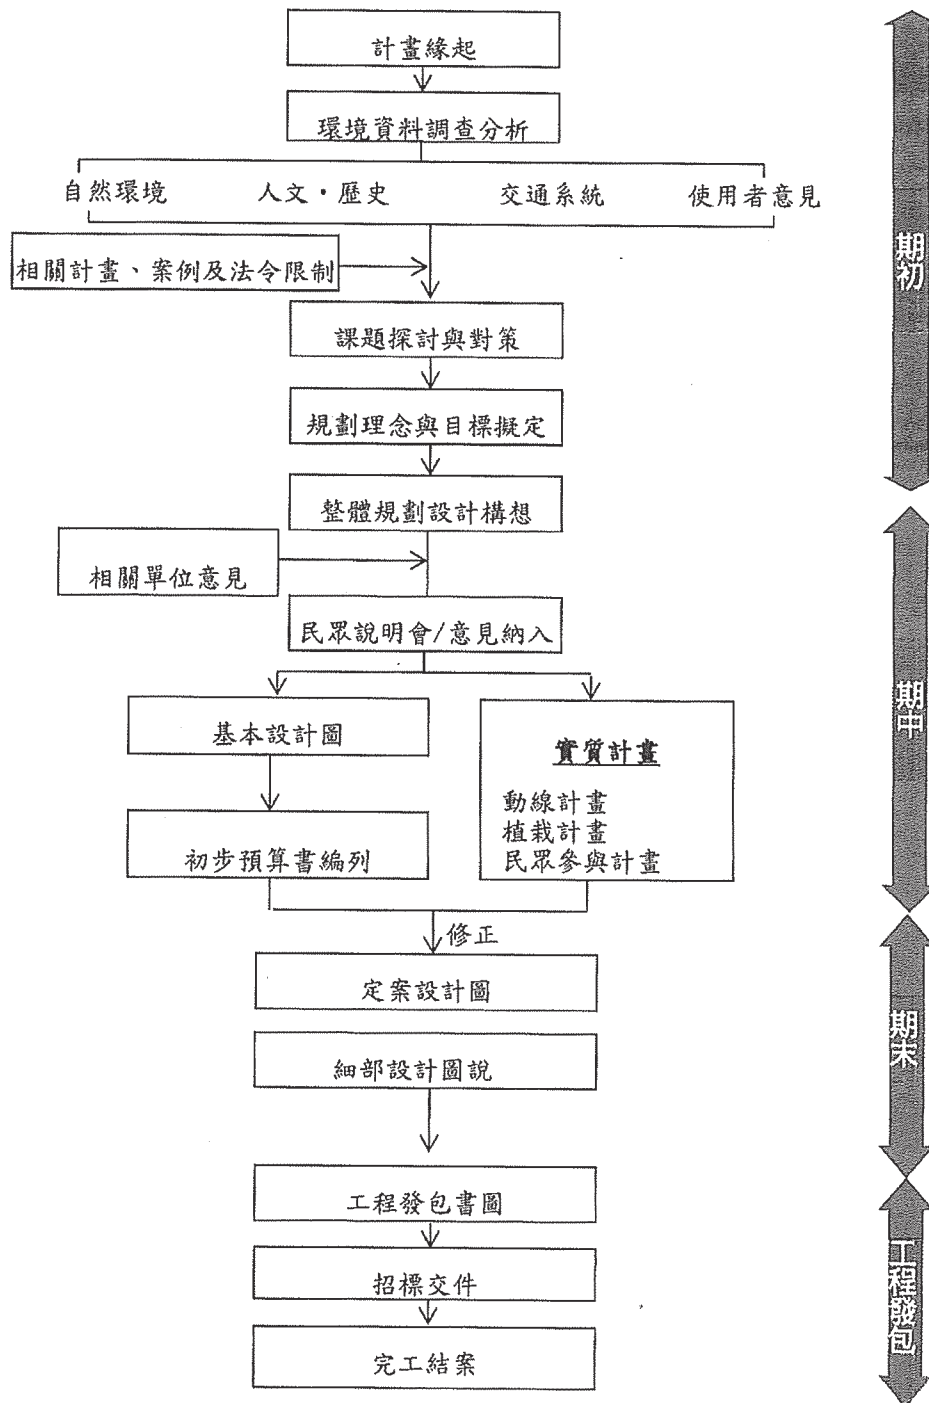 計畫緣起
環境資料調查分析
自然環境
人文・歷史
交通系統
使用者意見
相關計畫、案例及法令限制
課題探討與對策
規劃理念與目標擬定
整體規劃設計構想
相關單位意見
民眾說明會/意見納入
基本設計圖
實質計畫
動線計畫
植栽計畫
民眾參與計畫
初步預算書編列
修正
定案設計圖
細部設計圖說
工程發包書圖
招標交件
完工結案
期初
期中
期末
工程發包